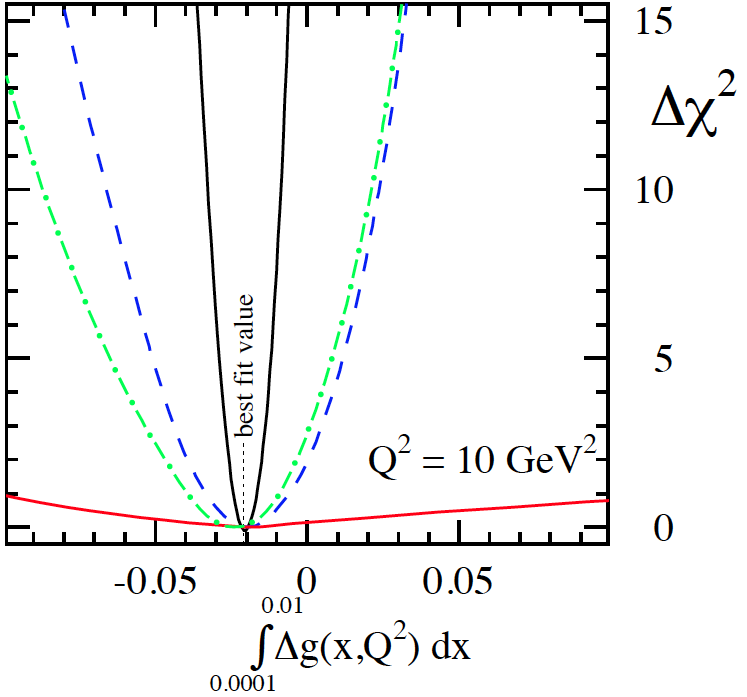 15
Δχ²
10
best fit value
5
Q² = 10 GeV²
0
-0.05 0 0.05
0.01
∫Δg(x,Q²) dx
0.0001